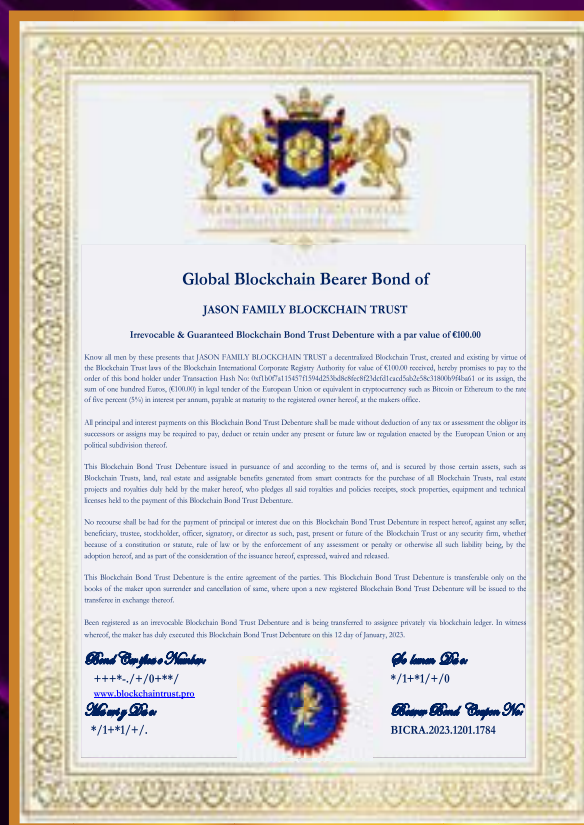 BLOCKCHAIN INTERNATIONAL
CORPORATE REGISTRY AUTHORITY
Global Blockchain Bearer Bond of
JASON FAMILY BLOCKCHAIN TRUST
Irrevocable & Guaranteed Blockchain Bond Trust Debenture with a par value of €100.00
Know all men by these presents that JASON FAMILY BLOCKCHAIN TRUST a decentralized Blockchain Trust, created and existing by virtue of
the Blockchain Trust laws of the Blockchain International Corporate Registry Authority for value of €100.00 received, hereby promises to pay to the
order of this bond holder under Transaction Hash No: or its assign, the
sum of one hundred Euros, (€100.00) in legal tender of the European Union or equivalent in cryptocurrency such as Bitcoin or Ethereum to the rate
of five percent (5%) in interest per annum, payable at maturity to the registered owner hereof, at the makers office.
All principal and interest payments on this Blockchain Bond Trust Debenture shall be made without deduction of any tax or assessment the obligor its
successors or assigns may be required to pay, deduct or retain under any present or future law or regulation enacted by the European Union or any
political subdivision thereof.
This Blockchain Bond Trust Debenture issued in pursuance of and according to the terms of, and is secured by those certain assets, such as
Blockchain Trusts, land, real estate and assignable benefits generated from smart contracts for the purchase of all Blockchain Trusts, real estate
projects and royalties duly held by the maker hereof, who pledges all said royalties and policies receipts, stock properties, equipment and technical
licenses held to the payment of this Blockchain Bond Trust Debenture.
No recourse shall be had for the payment of principal or interest due on this Blockchain Bond Trust Debenture in respect hereof, against any seller,
beneficiary, trustee, stockholder, officer, signatory, or director as such, past, present or future of the Blockchain Trust or any security firm, whether
because of a constitution or statute, rule of law or by the enforcement of any assessment or penalty or otherwise all such liability being, by the
adoption hereof, and as part of the consideration of the issuance hereof, expressed, waived and released.
This Blockchain Bond Trust Debenture is the entire agreement of the parties. This Blockchain Bond Trust Debenture is transferable only on the
books of the maker upon surrender and cancellation of same, where upon a new registered Blockchain Bond Trust Debenture will be issued to the
transferee in exchange thereof.
Been registered as an irrevocable Blockchain Bond Trust Debenture and is being transferred to assignee privately via blockchain ledger. In witness
whereof, the maker has duly executed this Blockchain Bond Trust Debenture on this 12 day of January, 2023.
Bond Cer fica e Number:
+++*-./+/0+**/
www.blockchaintrust.pro
Ma uri y Da e:
*/1+*1/+/.
*/1+*1/+/0
Bearer Bond Coupon No:
BICRA.2023.1201.1784